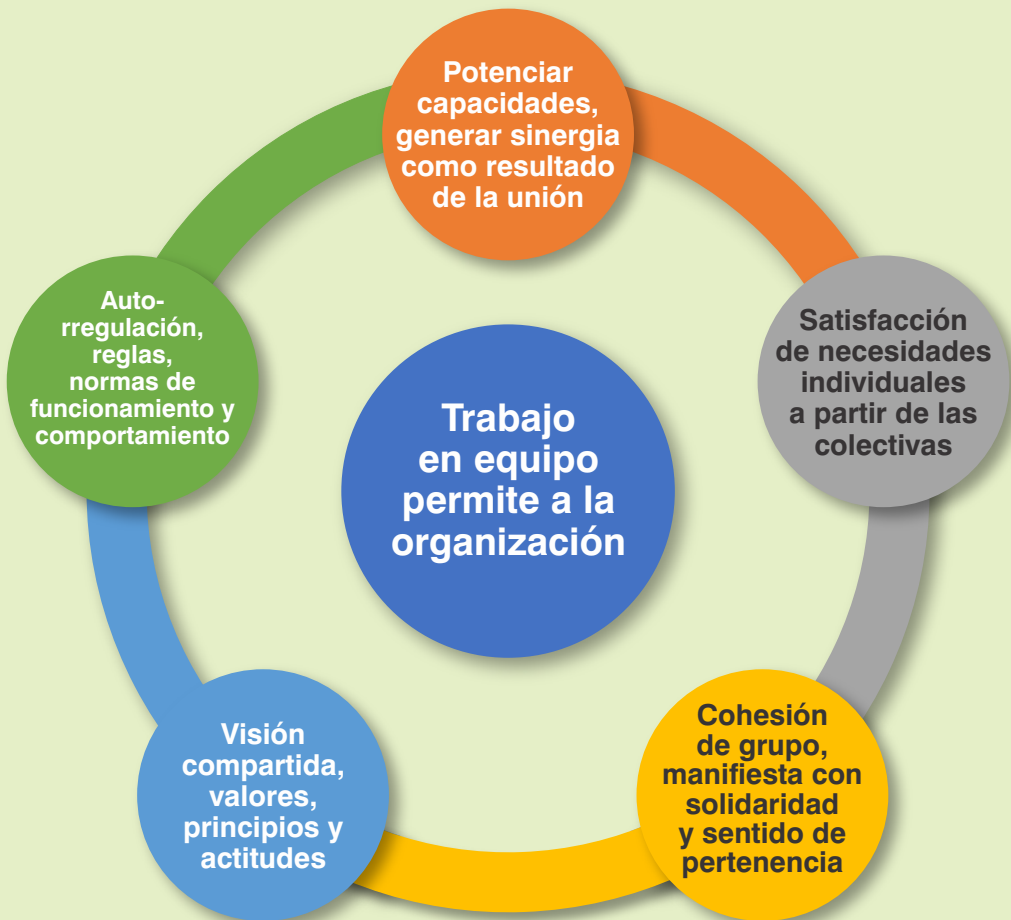 Potenciar
capacidades,
generar sinergia
como resultado
de la unión
Satisfacción
de necesidades
individuales
a partir de las
colectivas
Cohesión
de grupo,
manifiesta con
solidaridad
y sentido de
pertenencia
Visión
compartida,
valores,
principios y
actitudes
Auto-
rregulación,
reglas,
normas de
funcionamiento y
comportamiento
Trabajo
en equipo
permite a la
organización